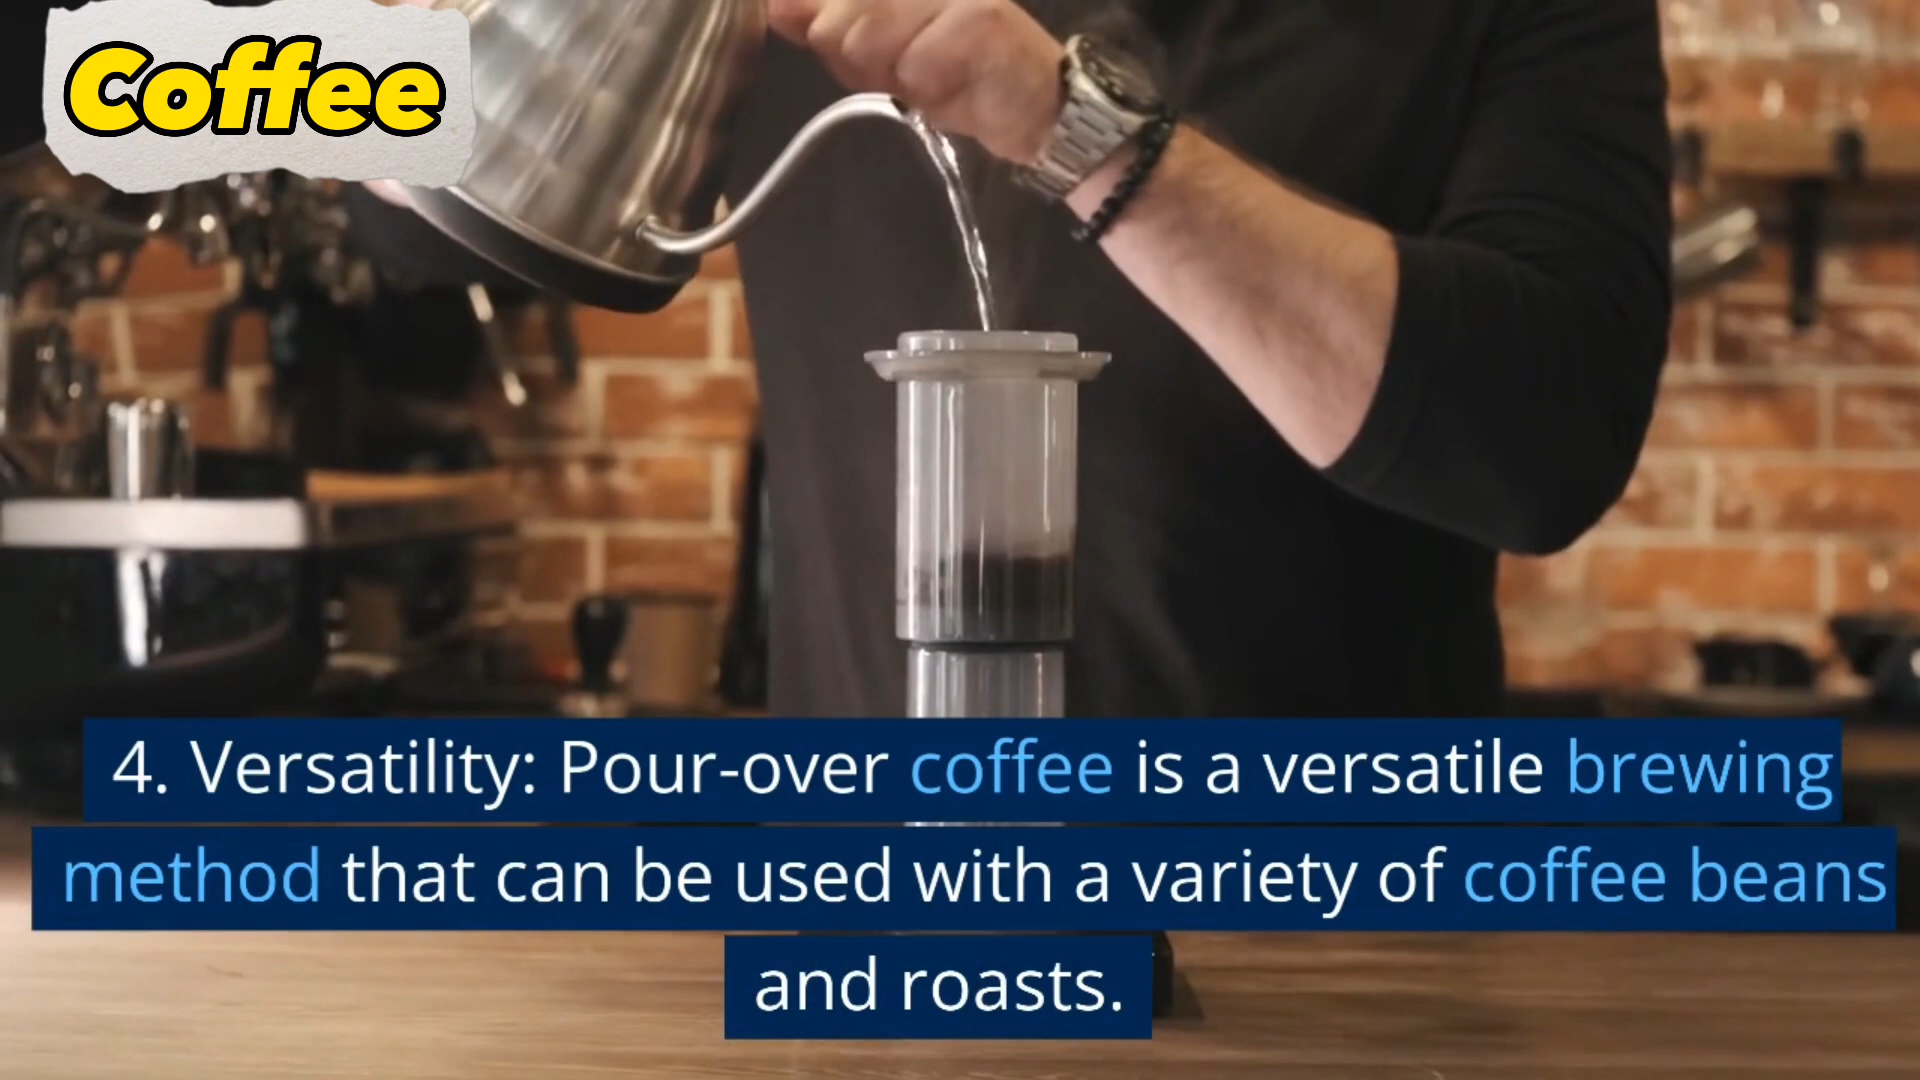 Coffee
4. Versatility: Pour-over coffee is a versatile brewing
method that can be used with a variety of coffee beans
and roasts.